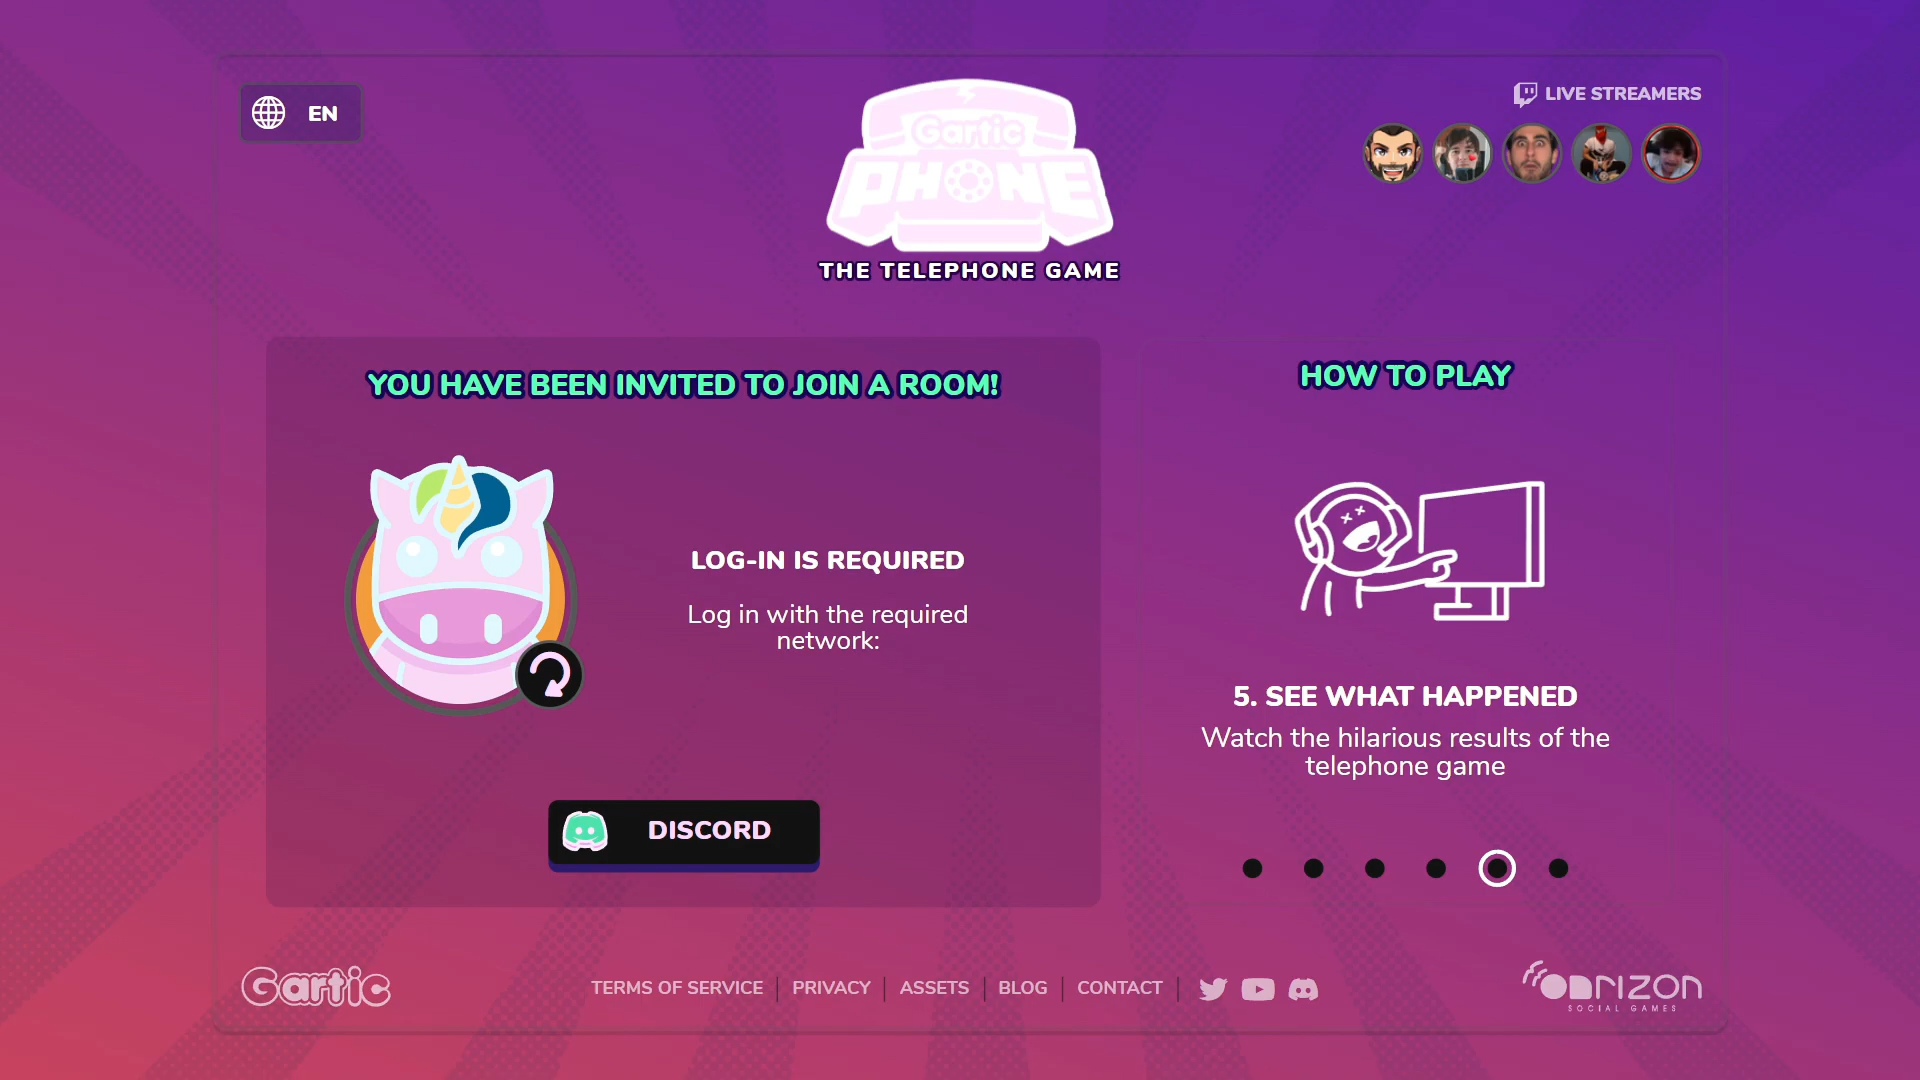 EN
Gartic
PHONE
THE TELEPHONE GAME
LIVE STREAMERS
YOU HAVE BEEN INVITED TO JOIN A ROOM!
LOG-IN IS REQUIRED
Log in with the required
network:
DISCORD
HOW TO PLAY
5. SEE WHAT HAPPENED
Watch the hilarious results of the
telephone game
Gartic
TERMS OF SERVICE
PRIVACY
ASSETS
BLOG
CONTACT
ONRIZON
SOCIAL GAMES